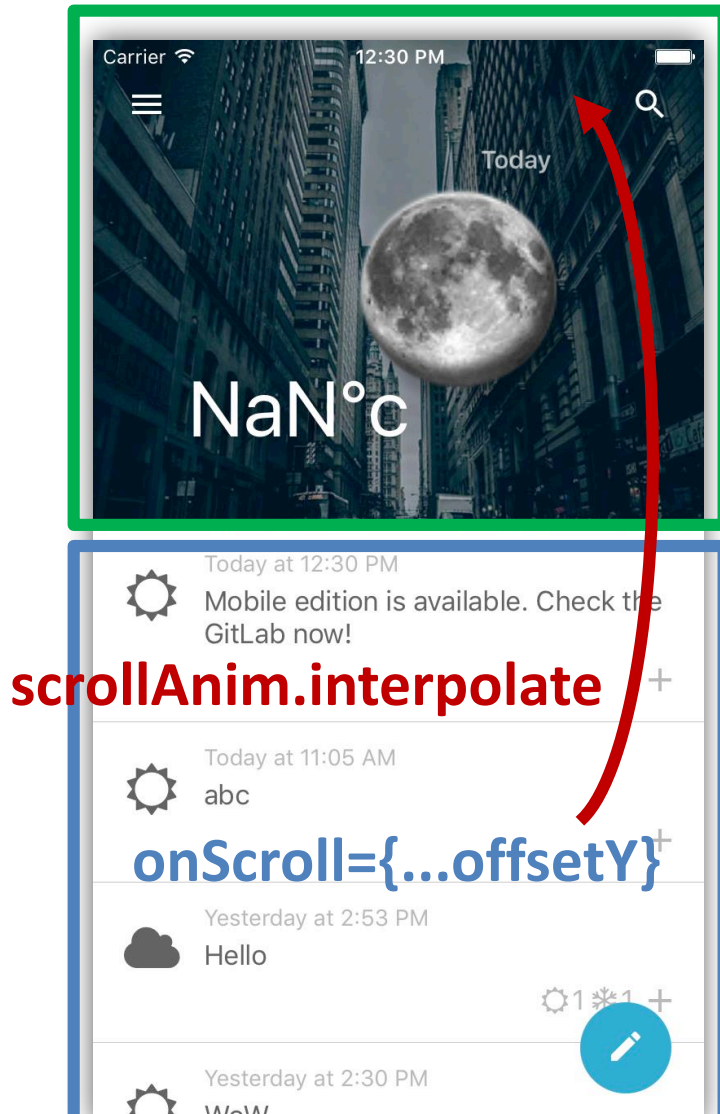 Carrier 12:30 PM
Today
NaN°c
Today at 12:30 PM
Mobile edition is available. Check the
GitLab now!
scrollAnim.interpolate
+
Today at 11:05 AM
abc
+
onScroll={...offsetY}
Yesterday at 2:53 PM
Hello
1 1 +
Yesterday at 2:30 PM
WoW